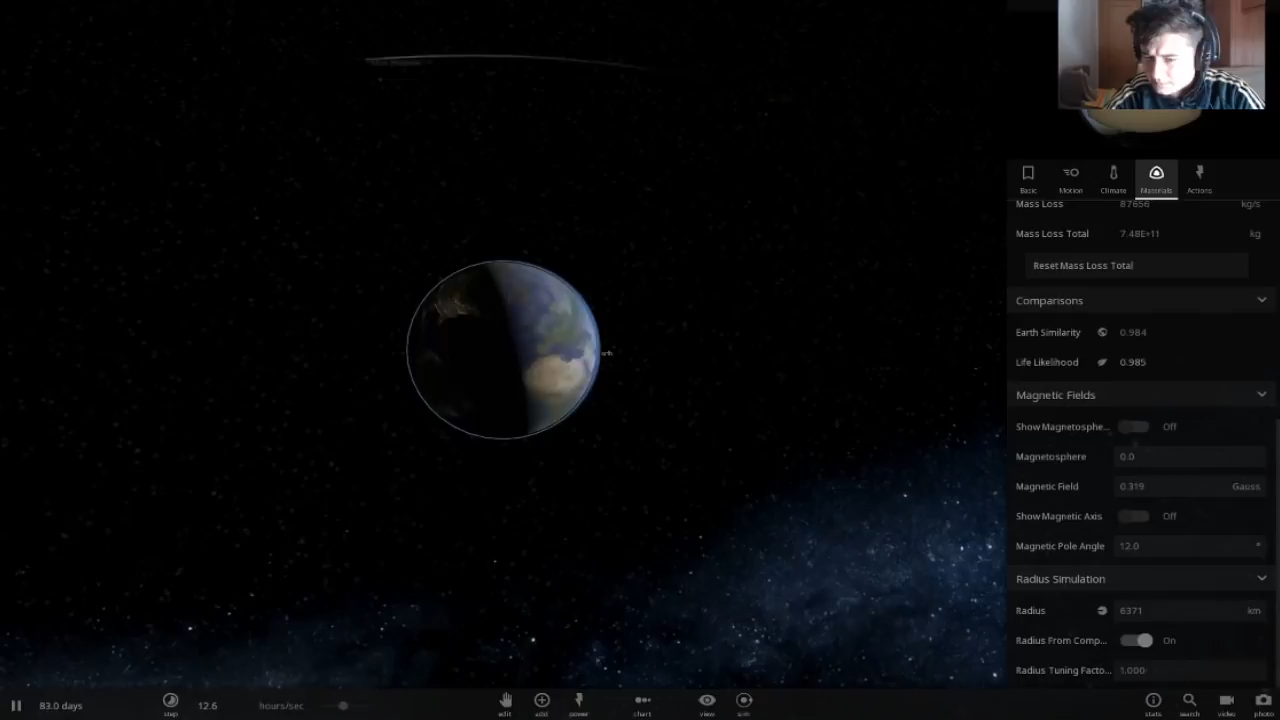 Basic Motion Climate Materials Actions
Mass Loss 87656 kg/s
Mass Loss Total 7.48E+11 kg
Reset Mass Loss Total
Comparisons
Earth Similarity 0.984
Life Likelihood 0.985
Magnetic Fields
Show Magnetosphe... Off
Magnetosphere 0.0
Magnetic Field 0.319 Gauss
Show Magnetic Axis Off
Magnetic Pole Angle 12.0 °
Radius Simulation
Radius 6371 km
Radius From Comp... On
Radius Tuning Facto... 1.000
83.0 days step 12.6 hours/sec edit add power chart view spin stats search video photo